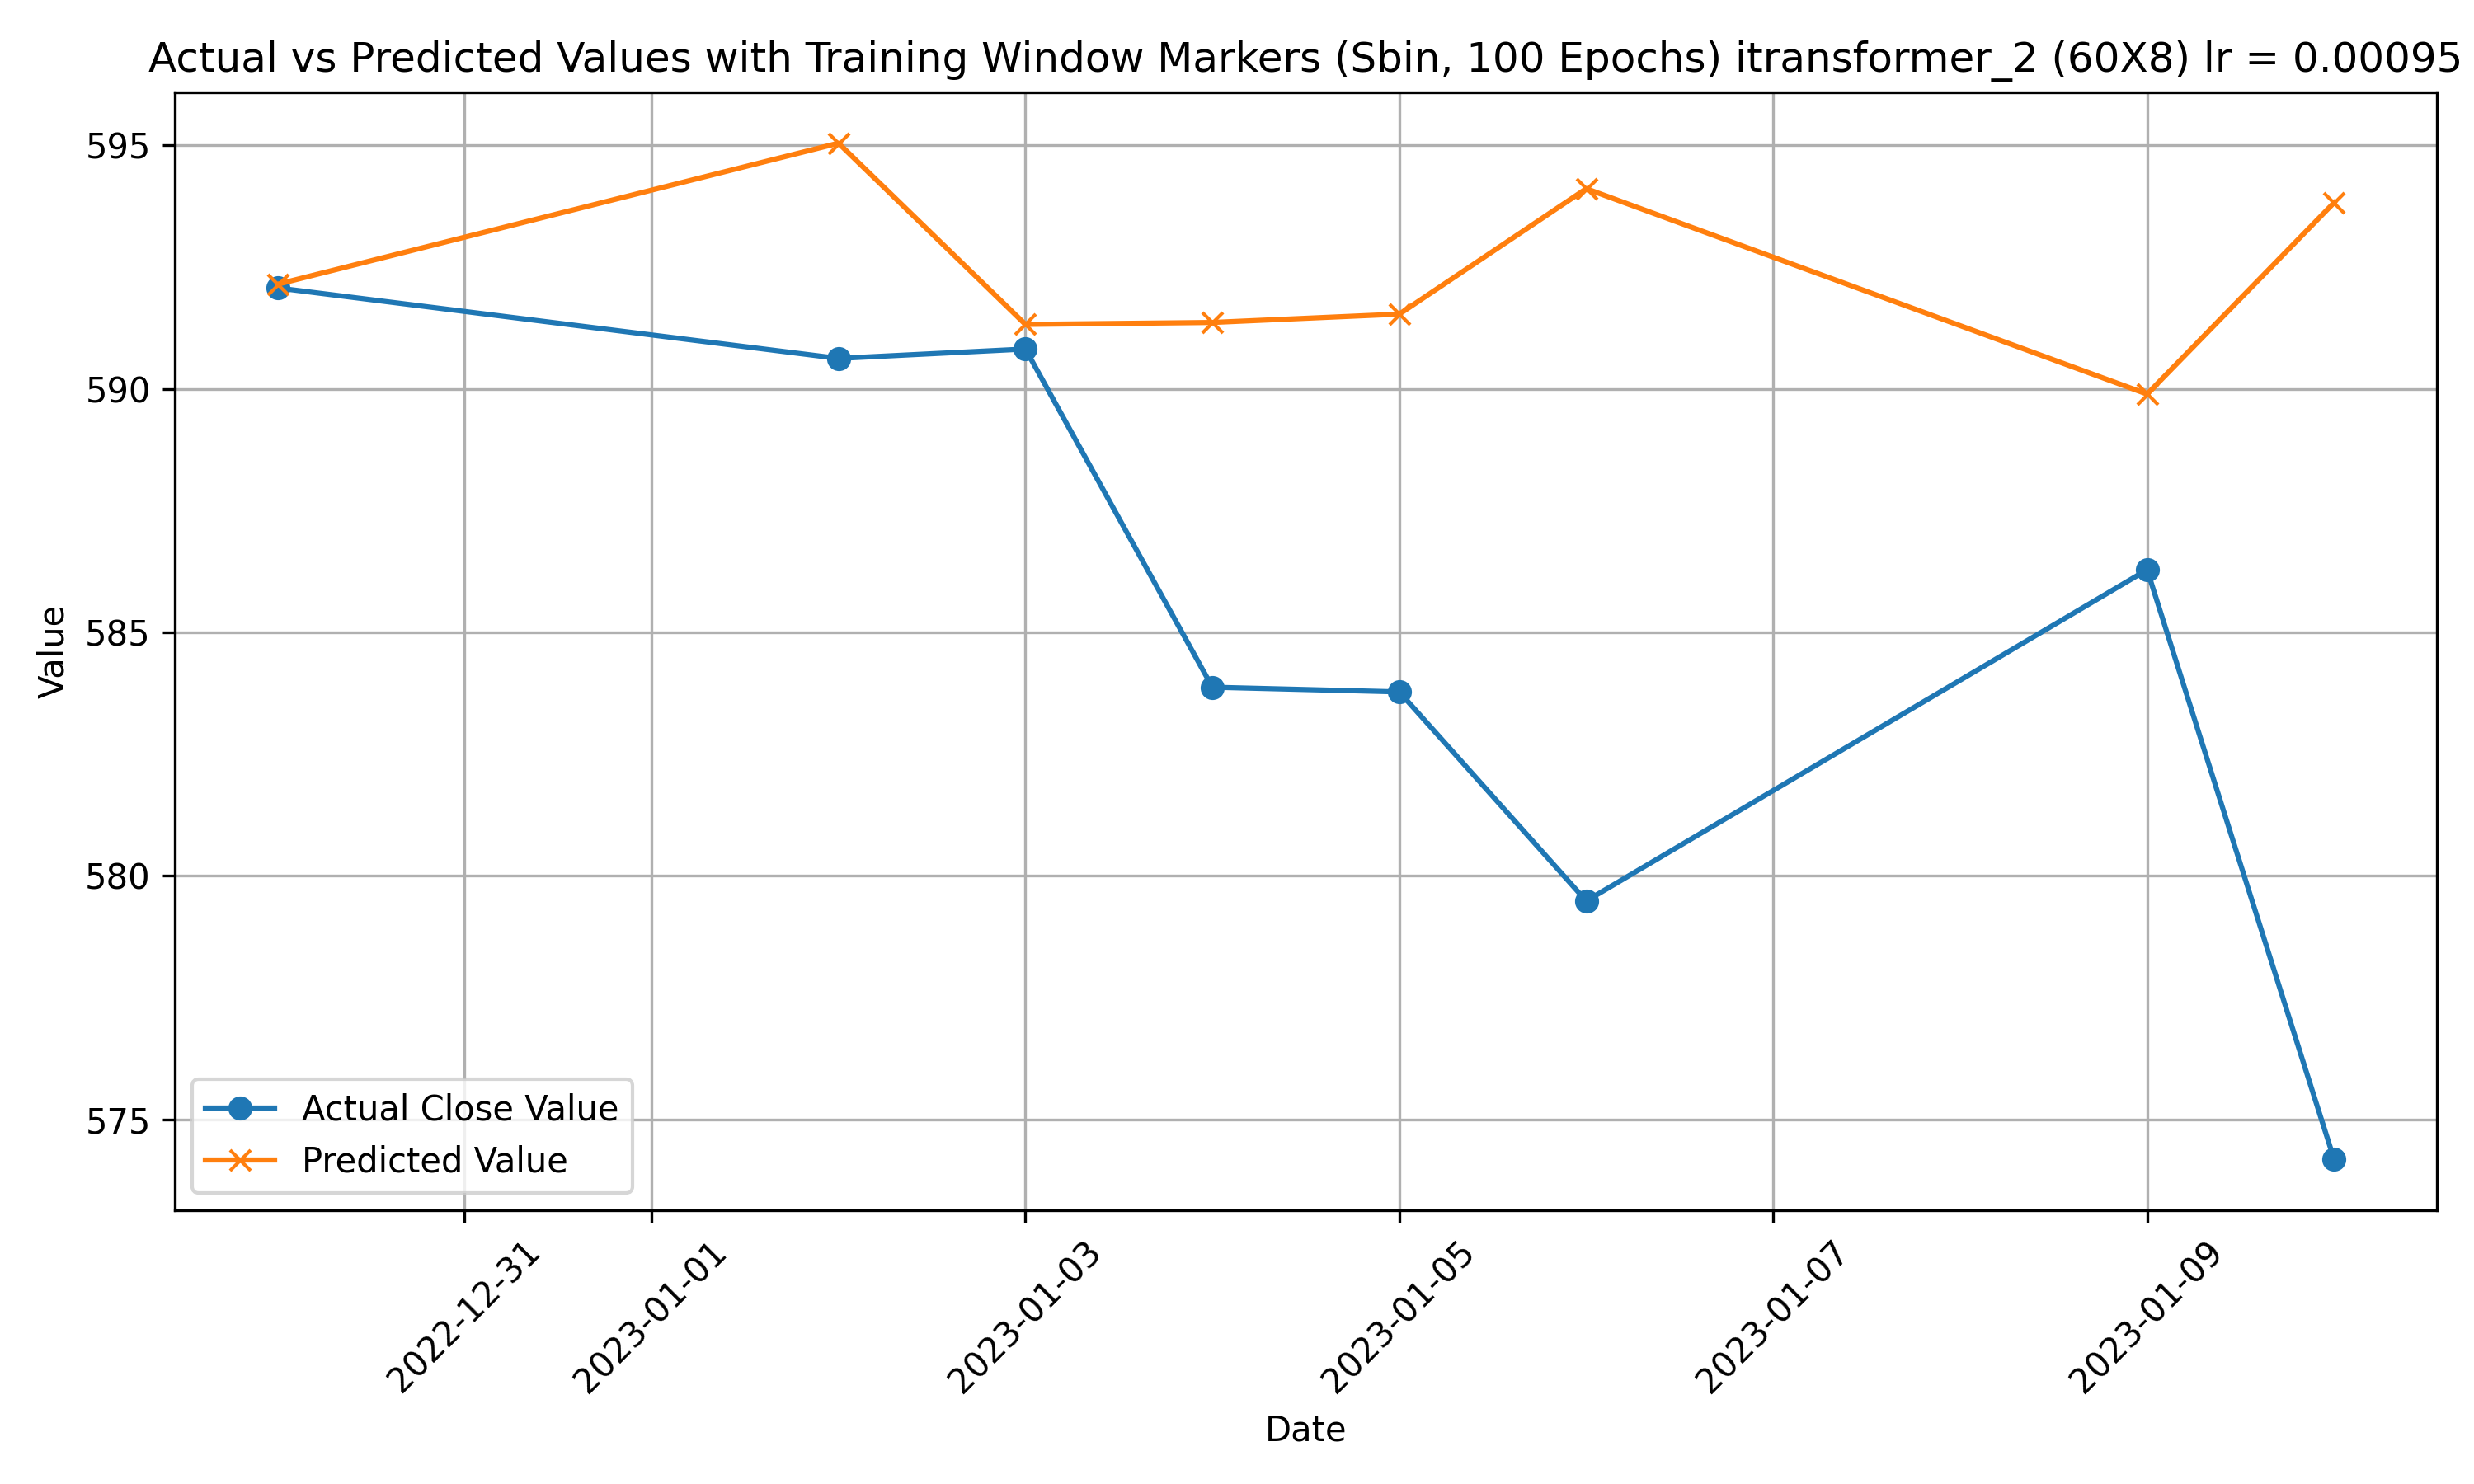 Actual vs Predicted Values with Training Window Markers (Sbin, 100 Epochs) itransformer_2 (60X8) lr = 0.00095
595
590
585
580
575
Value
Actual Close Value
Predicted Value
2022-12-31
2023-01-01
2023-01-03
2023-01-05
2023-01-07
2023-01-09
Date